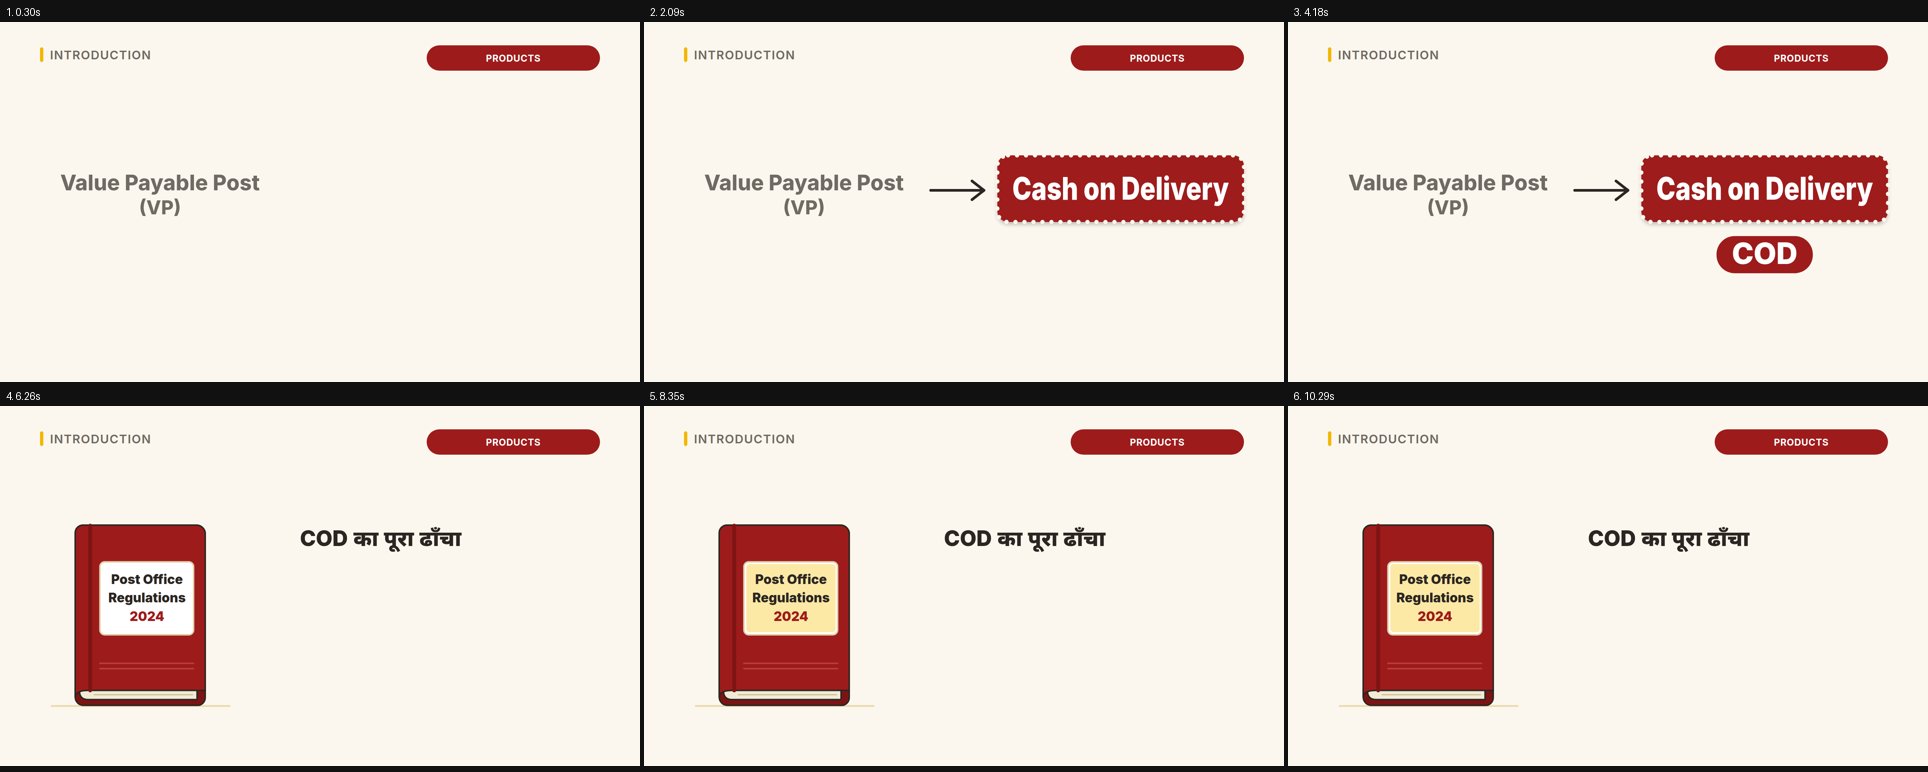 1. 0.30s
INTRODUCTION
PRODUCTS
Value Payable Post
(VP)
2. 2.09s
INTRODUCTION
PRODUCTS
Value Payable Post
(VP)
Cash on Delivery
3. 4.18s
INTRODUCTION
PRODUCTS
Value Payable Post
(VP)
Cash on Delivery
COD
4. 6.26s
INTRODUCTION
PRODUCTS
Post Office
Regulations
2024
COD का पूरा ढाँचा
5. 8.35s
INTRODUCTION
PRODUCTS
Post Office
Regulations
2024
COD का पूरा ढाँचा
6. 10.29s
INTRODUCTION
PRODUCTS
Post Office
Regulations
2024
COD का पूरा ढाँचा